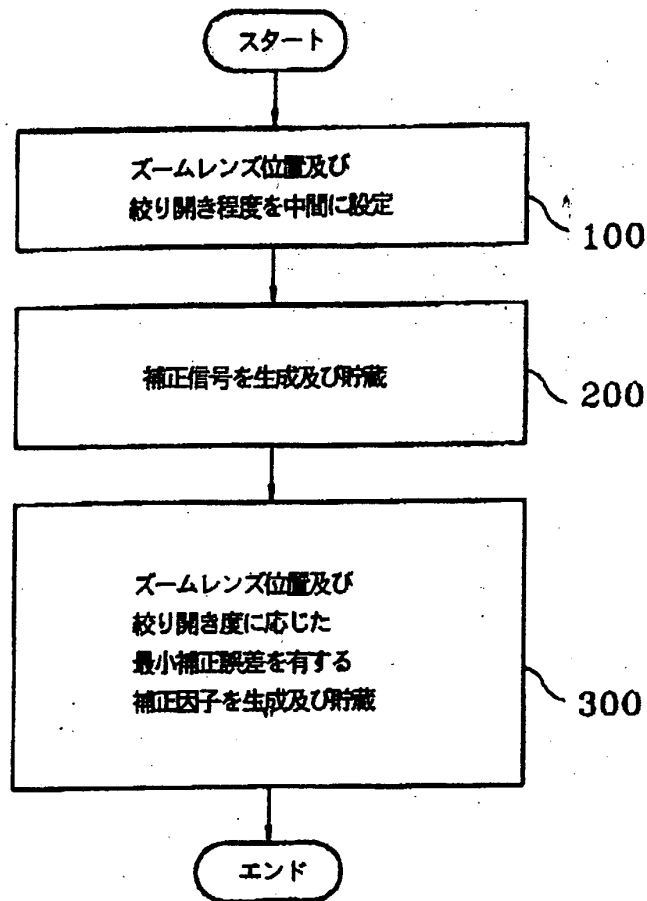 スタート
ズームレンズ位置及び
絞り開き程度を中間に設定
100
補正信号を生成及び貯蔵
200
ズームレンズ位置及び
絞り開き度に応じた
最小補正誤差を有する
補正因子を生成及び貯蔵
300
エンド